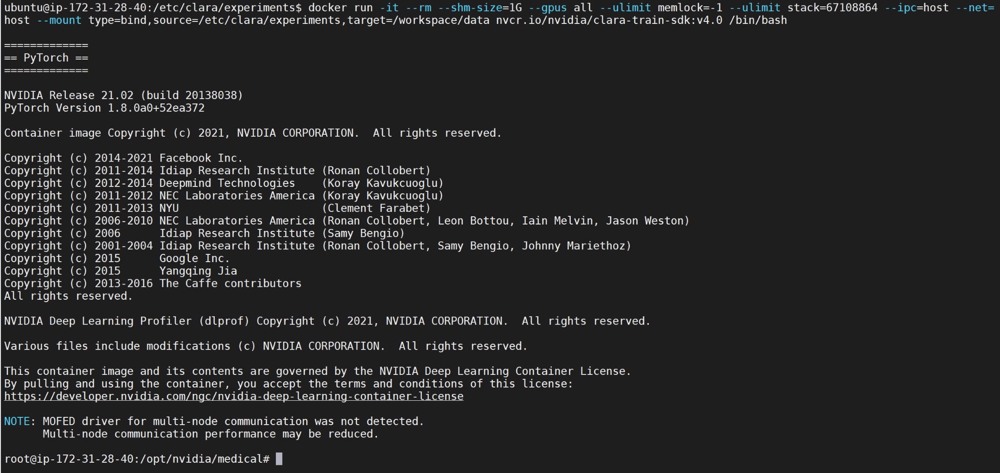 ubuntu@ip-172-31-28-40:/etc/clara/experiments$ docker run -it --rm --shm-size=1G --gpus all --ulimit memlock=-1 --ulimit stack=67108864 --ipc=host --net=
host --mount type=bind,source=/etc/clara/experiments,target=/workspace/data nvcr.io/nvidia/clara-train-sdk:v4.0 /bin/bash

=============
== PyTorch ==
=============

NVIDIA Release 21.02 (build 20138038)
PyTorch Version 1.8.0a0+52ea372

Container image Copyright (c) 2021, NVIDIA CORPORATION.  All rights reserved.

Copyright (c) 2014-2021 Facebook Inc.
Copyright (c) 2011-2014 Idiap Research Institute (Ronan Collobert)
Copyright (c) 2012-2014 Deepmind Technologies    (Koray Kavukcuoglu)
Copyright (c) 2011-2012 NEC Laboratories America (Koray Kavukcuoglu)
Copyright (c) 2011-2013 NYU                      (Clement Farabet)
Copyright (c) 2006-2010 NEC Laboratories America (Ronan Collobert, Leon Bottou, Iain Melvin, Jason Weston)
Copyright (c) 2006      Idiap Research Institute (Samy Bengio)
Copyright (c) 2001-2004 Idiap Research Institute (Ronan Collobert, Samy Bengio, Johnny Mariethoz)
Copyright (c) 2015      Google Inc.
Copyright (c) 2015      Yangqing Jia
Copyright (c) 2013-2016 The Caffe contributors
All rights reserved.

NVIDIA Deep Learning Profiler (dlprof) Copyright (c) 2021, NVIDIA CORPORATION.  All rights reserved.

Various files include modifications (c) NVIDIA CORPORATION.  All rights reserved.

This container image and its contents are governed by the NVIDIA Deep Learning Container License.
By pulling and using the container, you accept the terms and conditions of this license:
https://developer.nvidia.com/ngc/nvidia-deep-learning-container-license

NOTE: MOFED driver for multi-node communication was not detected.
      Multi-node communication performance may be reduced.

root@ip-172-31-28-40:/opt/nvidia/medical#